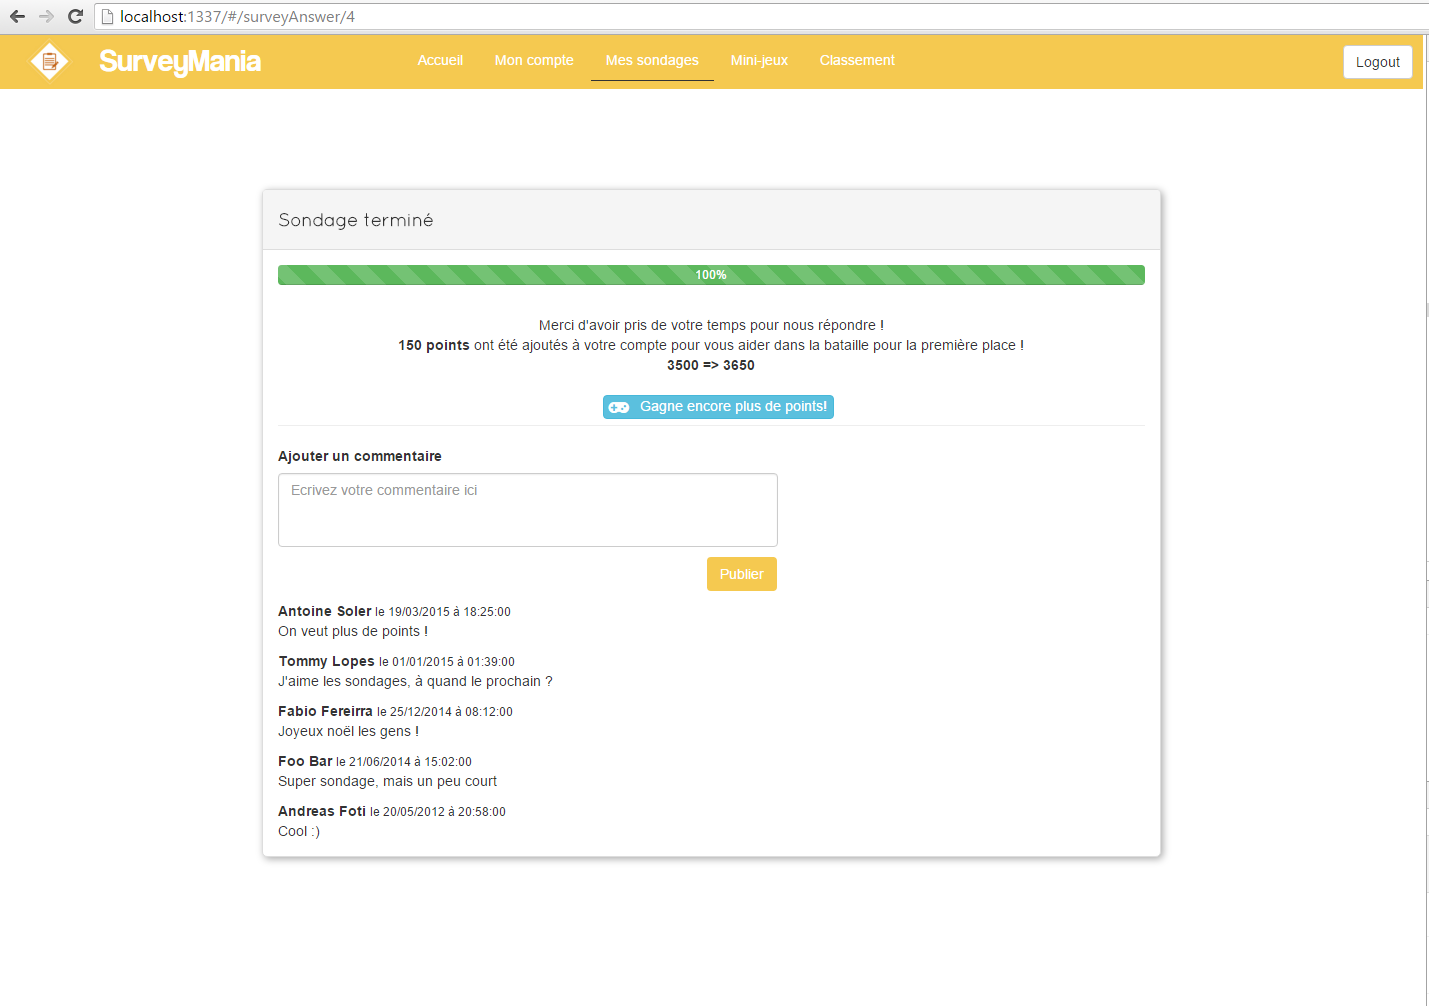 localhost:1337/#/surveyAnswer/4
SurveyMania Accueil Mon compte Mes sondages Mini-jeux Classement Logout
Sondage terminé
100%
Merci d'avoir pris de votre temps pour nous répondre !
150 points ont été ajoutés à votre compte pour vous aider dans la bataille pour la première place !
3500 => 3650
Gagne encore plus de points!
Ajouter un commentaire
Ecrivez votre commentaire ici
Publier
Antoine Soler le 19/03/2015 à 18:25:00
On veut plus de points !
Tommy Lopes le 01/01/2015 à 01:39:00
J'aime les sondages, à quand le prochain ?
Fabio Fereirra le 25/12/2014 à 08:12:00
Joyeux noël les gens !
Foo Bar le 21/06/2014 à 15:02:00
Super sondage, mais un peu court
Andreas Foti le 20/05/2012 à 20:58:00
Cool :)